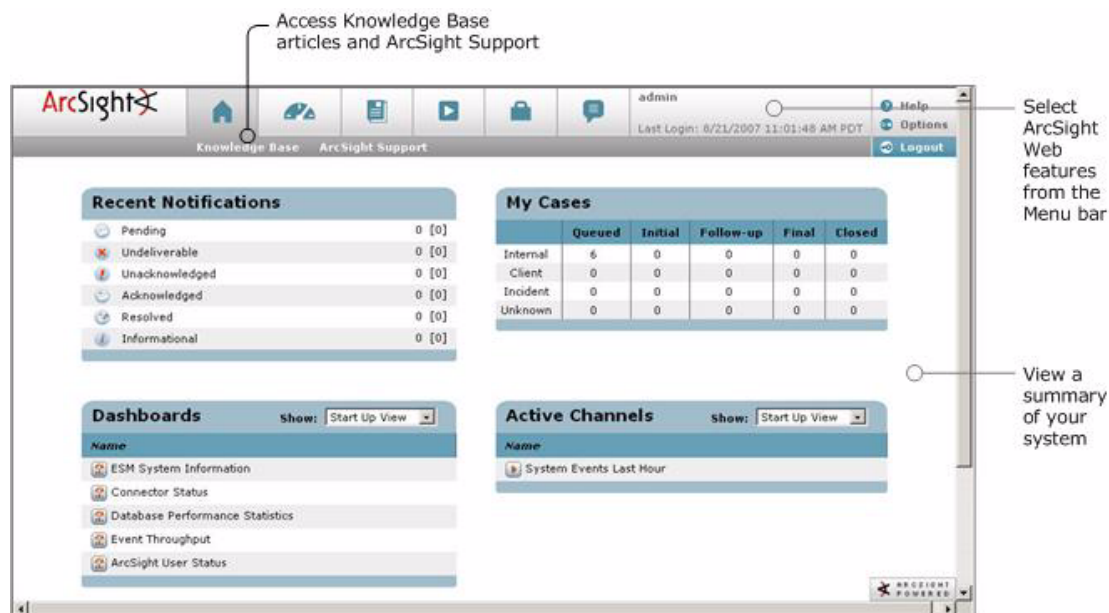 Access Knowledge Base
articles and ArcSight Support
ArcSight
admin
Last Login: 8/21/2007 11:01:48 AM PDT
Help
Options
Logout
Knowledge Base ArcSight Support
Select
ArcSight
Web
features
from the
Menu bar
Recent Notifications
Pending 0 [0]
Undeliverable 0 [0]
Unacknowledged 0 [0]
Acknowledged 0 [0]
Resolved 0 [0]
Informational 0 [0]
My Cases
Queued Initial Follow-up Final Closed
Internal 6 0 0 0 0
Client 0 0 0 0 0
Incident 0 0 0 0 0
Unknown 0 0 0 0 0
View a
summary
of your
system
Dashboards Show: Start Up View
Name
ESM System Information
Connector Status
Database Performance Statistics
Event Throughput
ArcSight User Status
Active Channels Show: Start Up View
Name
System Events Last Hour
ARCSIGHT
POWERED